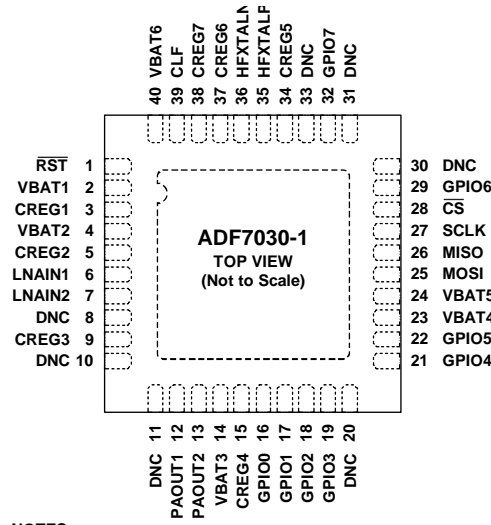 40 VBAT6
39 CLF
38 CREG7
37 CREG6
36 HFXTALN
35 HFXTALP
34 CREG5
33 DNC
32 GPIO7
31 DNC
RST 1
VBAT1 2
CREG1 3
VBAT2 4
CREG2 5
LNAIN1 6
LNAIN2 7
DNC 8
CREG3 9
DNC 10
ADF7030-1
TOP VIEW
(Not to Scale)
30 DNC
29 GPIO6
28 CS
27 SCLK
26 MISO
25 MOSI
24 VBAT5
23 VBAT4
22 GPIO5
21 GPIO4
DNC 11
PAOUT1 12
PAOUT2 13
VBAT3 14
CREG4 15
GPIO0 16
GPIO1 17
GPIO2 18
GPIO3 19
DNC 20